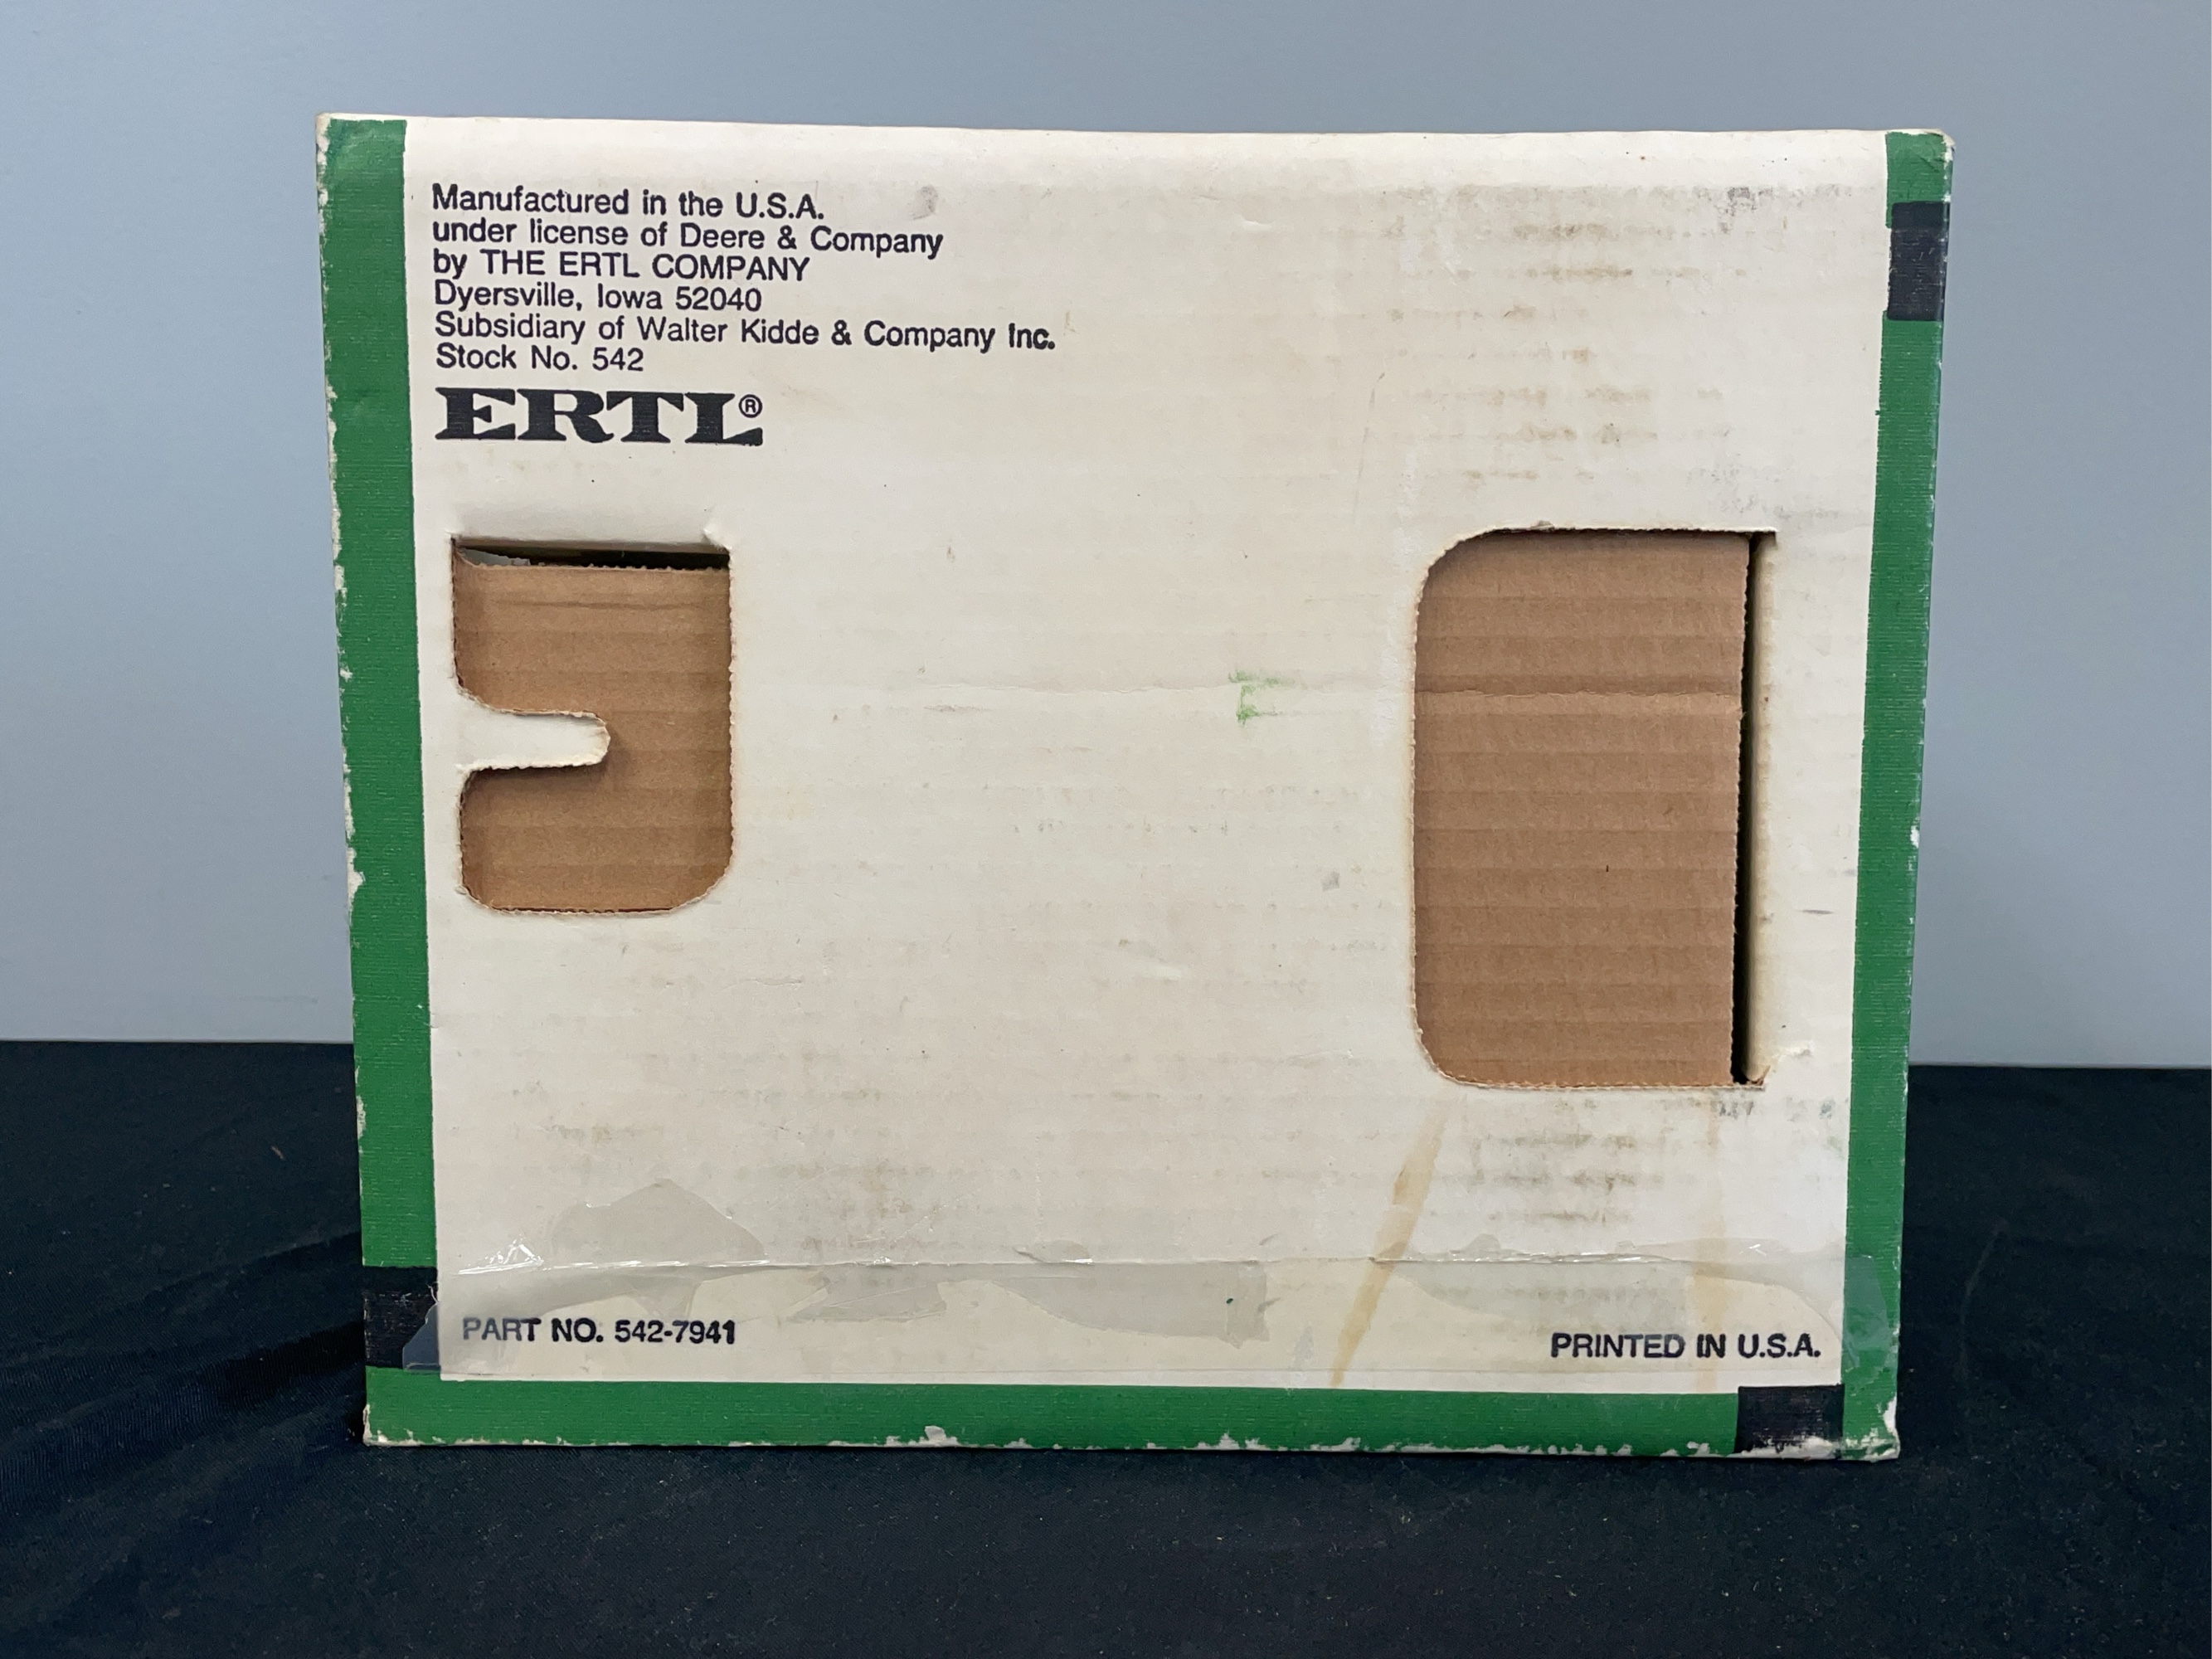 Manufactured in the U.S.A.
under license of Deere & Company
by THE ERTL COMPANY
Dyersville, Iowa 52040
Subsidiary of Walter Kidde & Company Inc.
Stock No. 542
ERTL®
PART NO. 542-7941
PRINTED IN U.S.A.